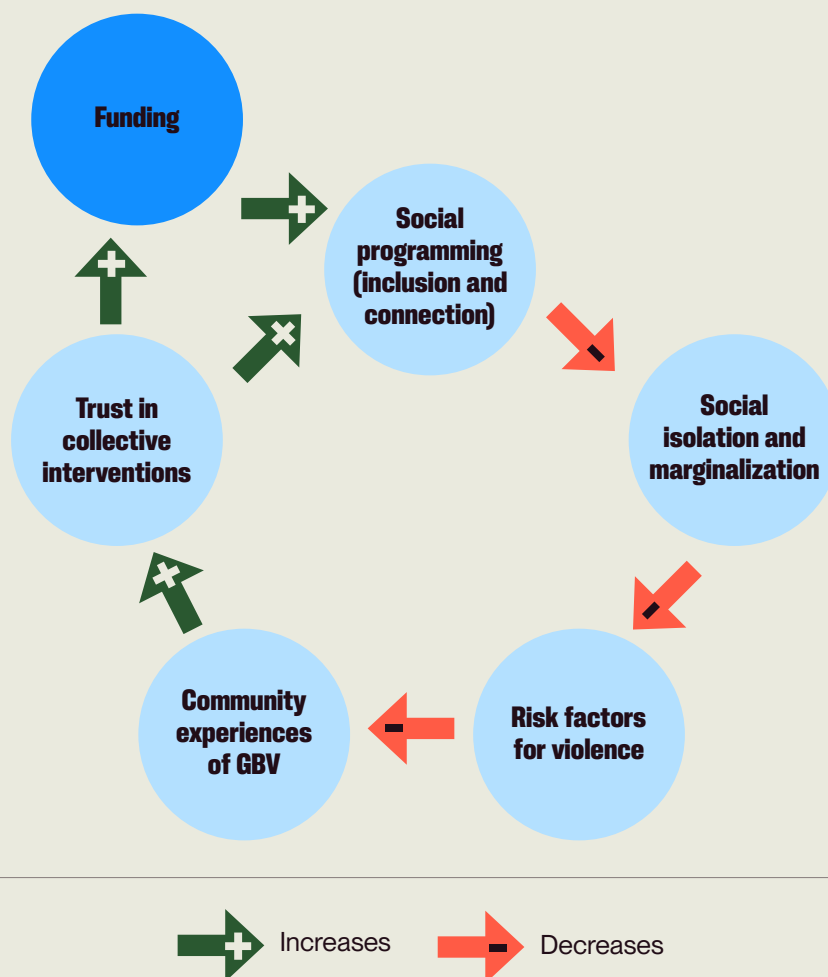 Funding
Social
programming
(inclusion and
connection)
Trust in
collective
interventions
Social
isolation and
marginalization
Community
experiences
of GBV
Risk factors
for violence
Increases
Decreases